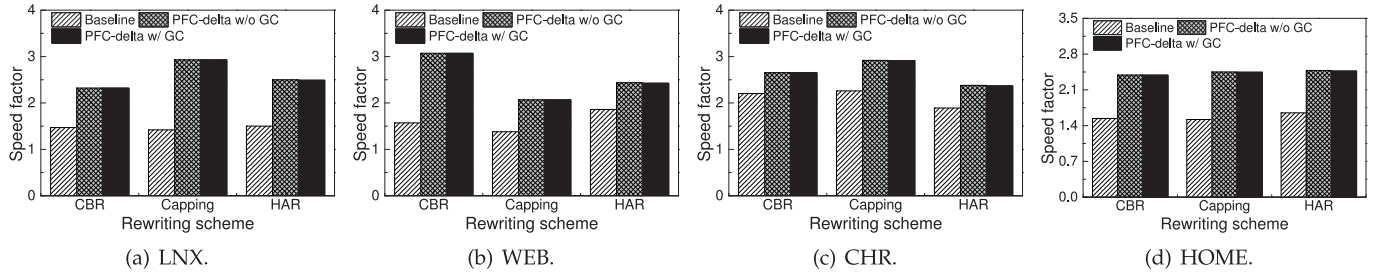 Baseline PFC-delta w/o GC
PFC-delta w/ GC
Speed factor
4
3
2
1
0
CBR Capping HAR
Rewriting scheme
(a) LNX.
Baseline PFC-delta w/o GC
PFC-delta w/ GC
Speed factor
4
3
2
1
0
CBR Capping HAR
Rewriting scheme
(b) WEB.
Baseline PFC-delta w/o GC
PFC-delta w/ GC
Speed factor
4
3
2
1
0
CBR Capping HAR
Rewriting scheme
(c) CHR.
Baseline PFC-delta w/o GC
PFC-delta w/ GC
Speed factor
3.5
2.8
2.1
1.4
0.7
0.0
CBR Capping HAR
Rewriting scheme
(d) HOME.